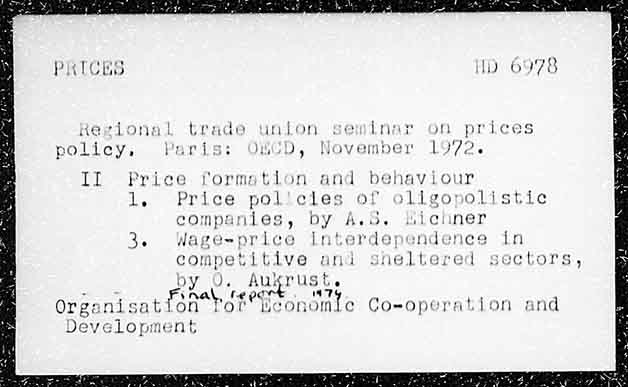 PRICES HD 6978
Regional trade union seminar on prices
policy. Paris: OECD, November 1972.
II Price formation and behaviour
1. Price policies of oligopolistic
companies, by A.S. Eichner
3. Wage-price interdependence in
competitive and sheltered sectors,
by O. Aukrust.
Final report 1974
Organisation for Economic Co-operation and
Development